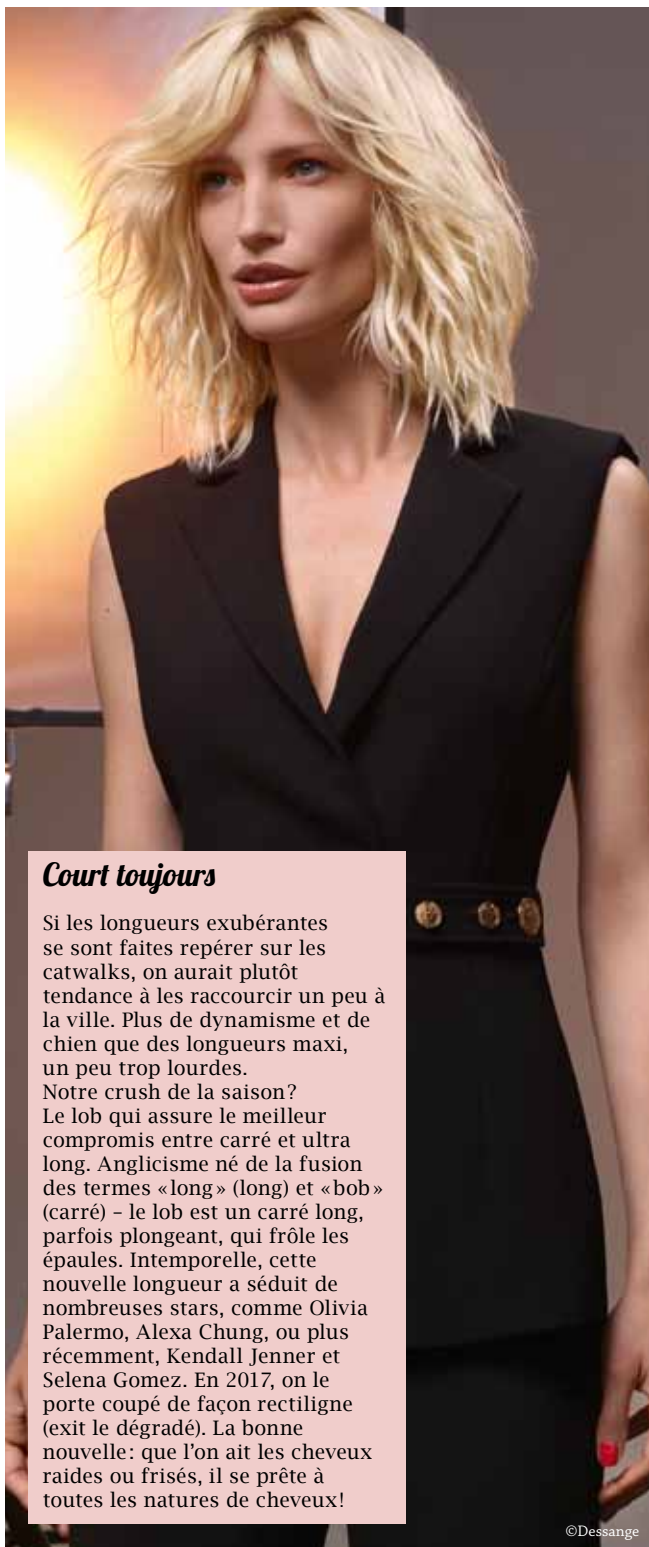 Court toujours
Si les longueurs exubérantes
se sont faites repérer sur les
catwalks, on aurait plutôt
tendance à les raccourcir un peu à
la ville. Plus de dynamisme et de
chien que des longueurs maxi,
un peu trop lourdes.
Notre crush de la saison?
Le lob qui assure le meilleur
compromis entre carré et ultra
long. Anglicisme né de la fusion
des termes «long» (long) et «bob»
(carré) – le lob est un carré long,
parfois plongeant, qui frôle les
épaules. Intemporelle, cette
nouvelle longueur a séduit de
nombreuses stars, comme Olivia
Palermo, Alexa Chung, ou plus
récemment, Kendall Jenner et
Selena Gomez. En 2017, on le
porte coupé de façon rectiligne
(exit le dégradé). La bonne
nouvelle: que l'on ait les cheveux
raides ou frisés, il se prête à
toutes les natures de cheveux!
©Dessange